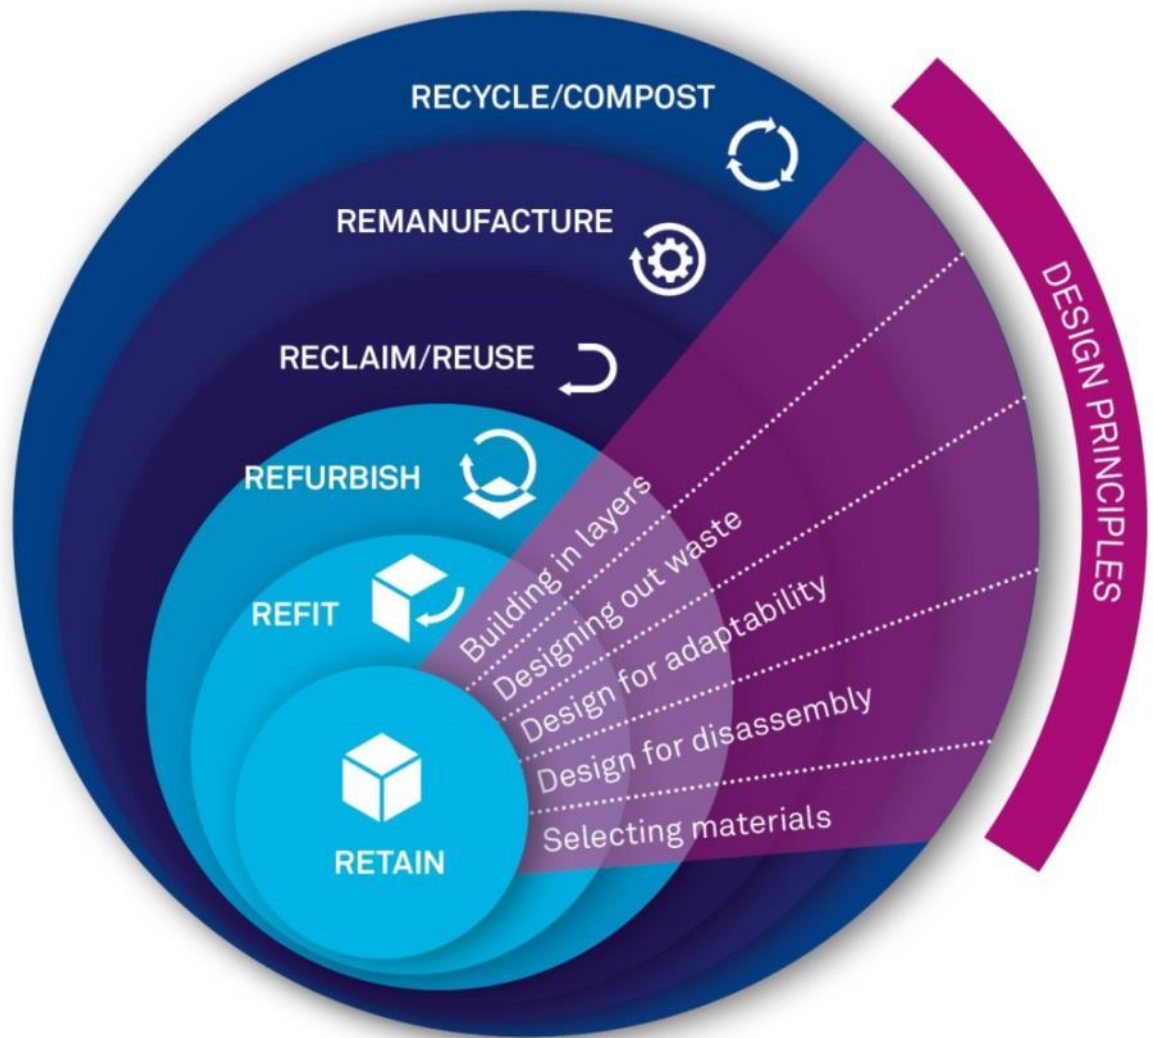 RECYCLE/COMPOST
REMANUFACTURE
RECLAIM/REUSE
REFURBISH
REFIT
RETAIN
Building in layers
Designing out waste
Design for adaptability
Design for disassembly
Selecting materials
DESIGN PRINCIPLES